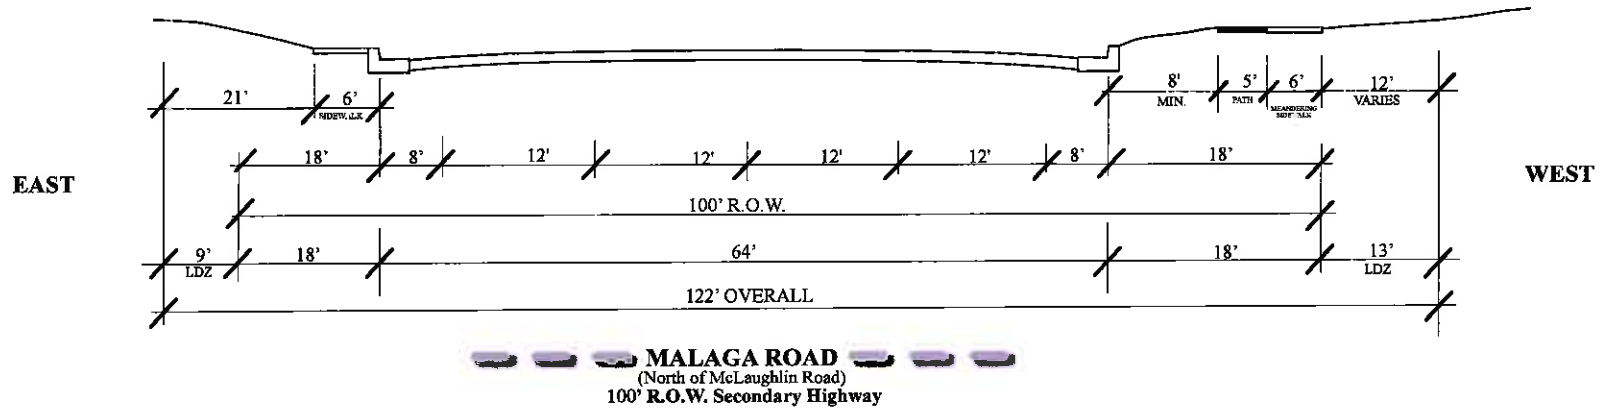 21' 6' 8' 5' 6' 12'
SIDEWALK MIN. PATH MEANDERING VARIES
SIDEWALK
18' 8' 12' 12' 12' 12' 8' 18'
EAST WEST
100' R.O.W.
9' 18' 64' 18' 13'
LDZ LDZ
122' OVERALL
MALAGA ROAD
(North of McLaughlin Road)
100' R.O.W. Secondary Highway